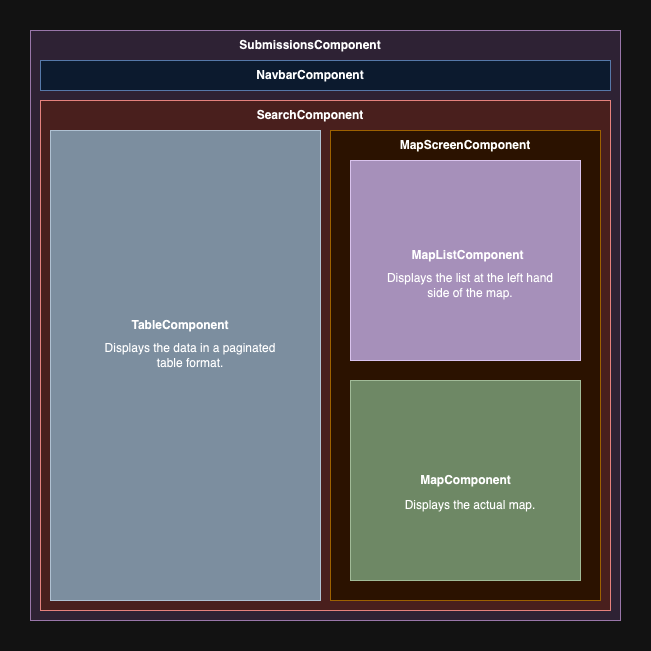 SubmissionsComponent
NavbarComponent
SearchComponent
TableComponent
Displays the data in a paginated
table format.
MapScreenComponent
MapListComponent
Displays the list at the left hand
side of the map.
MapComponent
Displays the actual map.